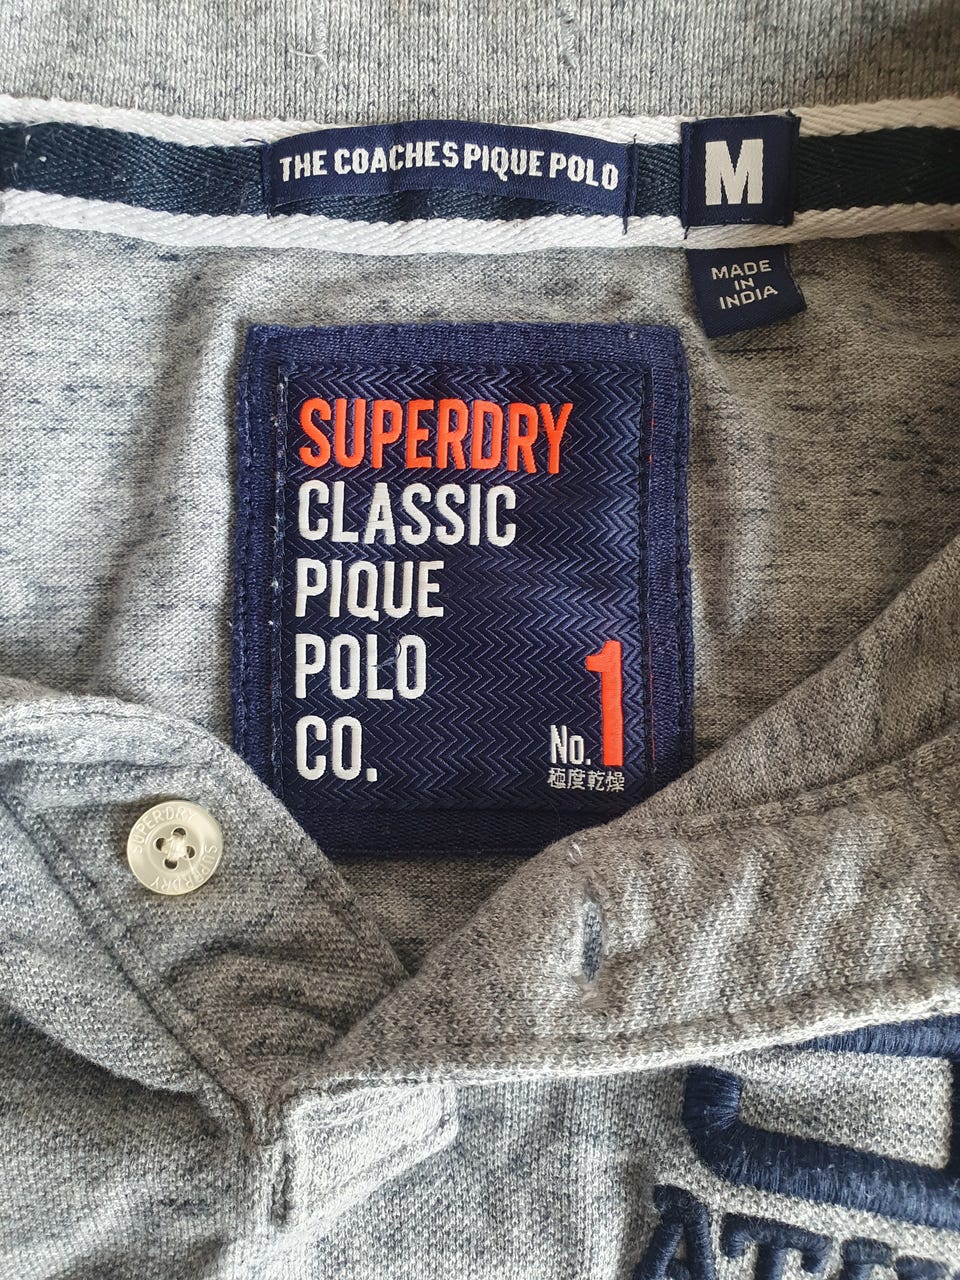 THE COACHES PIQUE POLO
M
MADE
IN
INDIA
SUPERDRY
CLASSIC
PIQUE
POLO
CO.
No. 1
極度乾燥
SUPERDRY
SUPERDRY